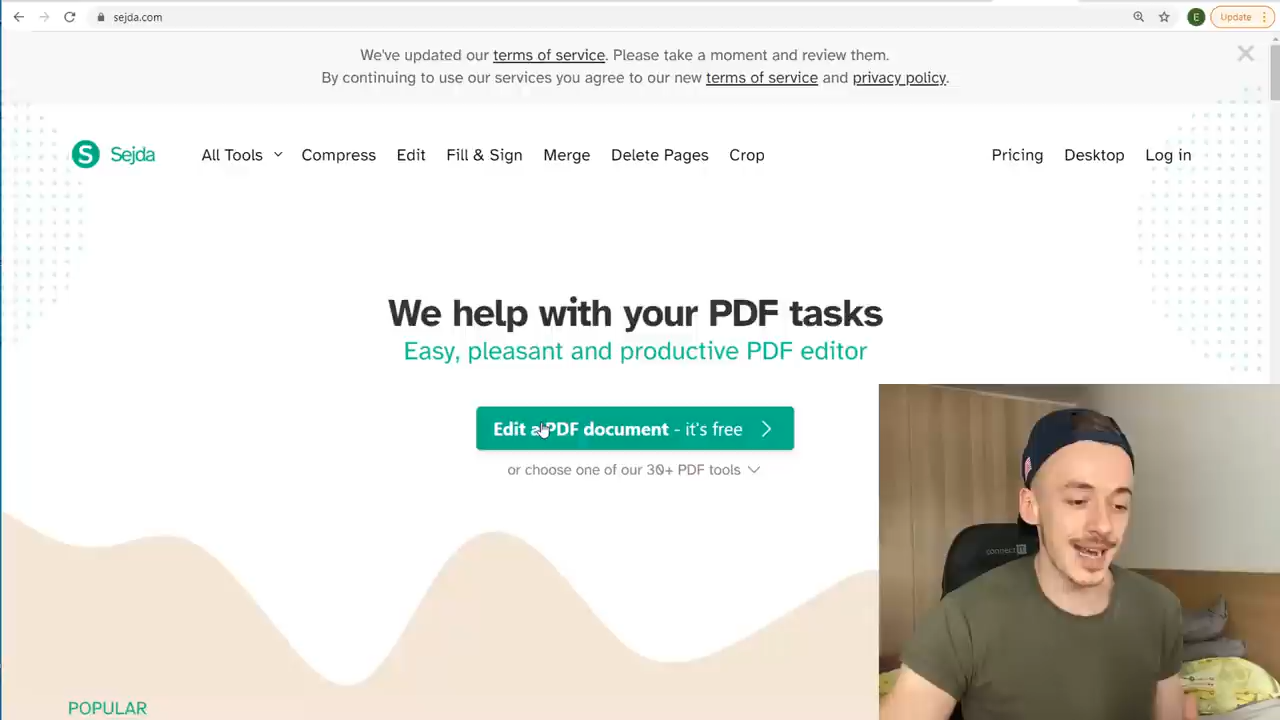 sejda.com
E
Update
We've updated our terms of service. Please take a moment and review them.
By continuing to use our services you agree to our new terms of service and privacy policy.
S Sejda
All Tools Compress Edit Fill & Sign Merge Delete Pages Crop Pricing Desktop Log in
We help with your PDF tasks
Easy, pleasant and productive PDF editor
Edit a PDF document - it's free
or choose one of our 30+ PDF tools
connect IT
POPULAR